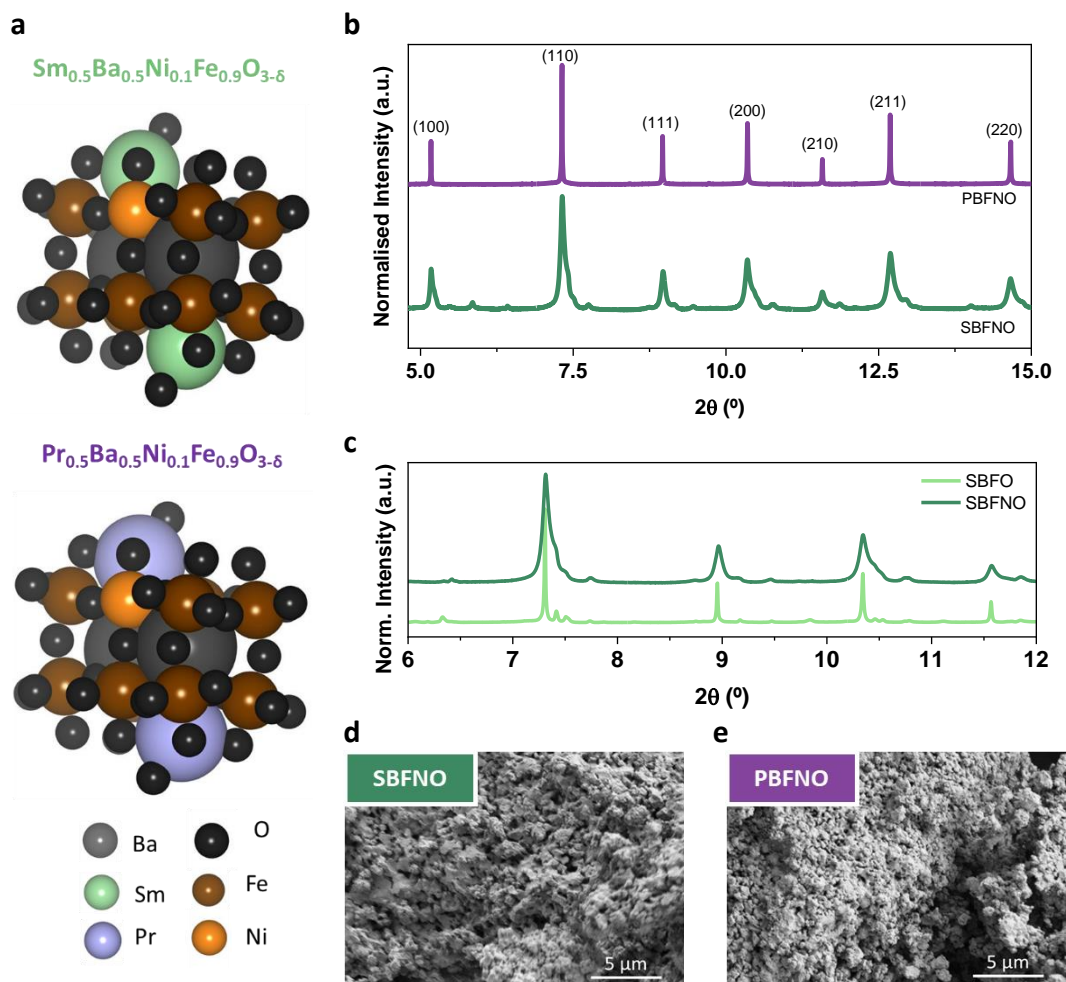 a
Sm₀.₅Ba₀.₅Ni₀.₁Fe₀.₉O₃₋δ
Pr₀.₅Ba₀.₅Ni₀.₁Fe₀.₉O₃₋δ
Ba
O
Sm
Fe
Pr
Ni
b
Normalised Intensity (a.u.)
(100)
(110)
(111)
(200)
(210)
(211)
(220)
PBFNO
SBFNO
5.0 7.5 10.0 12.5 15.0
2θ (º)
c
Norm. Intensity (a.u.)
SBFO
SBFNO
6 7 8 9 10 11 12
2θ (º)
d
SBFNO
5 µm
e
PBFNO
5 µm